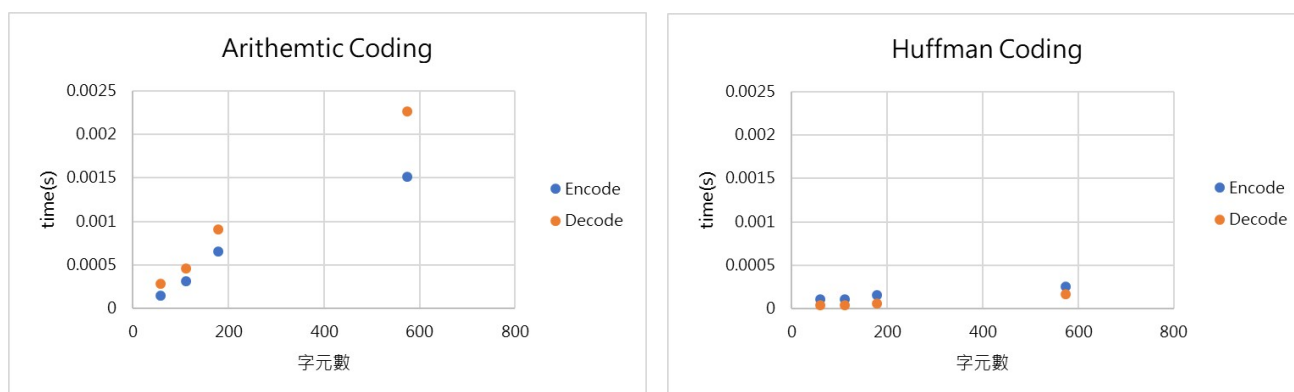 Arithemtic Coding
0.0025
0.002
0.0015
0.001
0.0005
0
time(s)
0 200 400 600 800
字元數
Encode
Decode
Huffman Coding
0.0025
0.002
0.0015
0.001
0.0005
0
time(s)
0 200 400 600 800
字元數
Encode
Decode